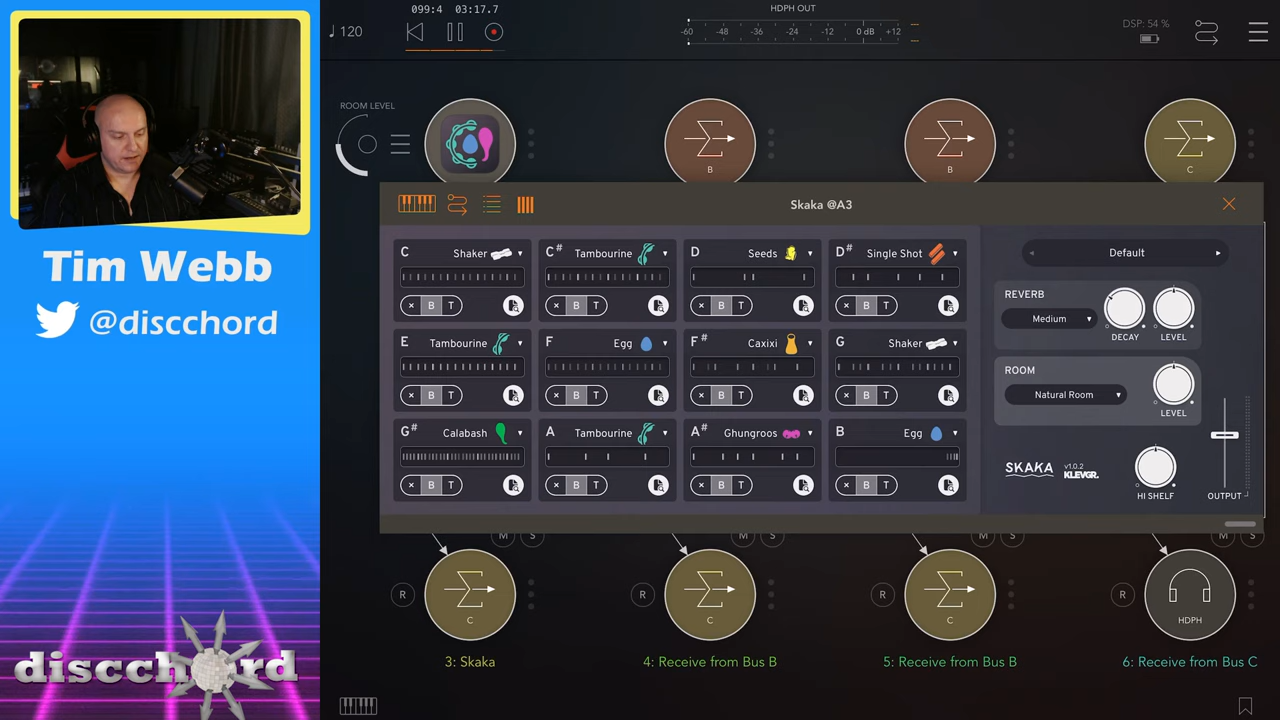 099:4 03:17.7
♩ 120
HDPH OUT
-60 -48 -36 -24 -12 0 dB +12
DSP: 54 %
ROOM LEVEL
B
B
C
Skaka @A3
C Shaker
× B T
C# Tambourine
× B T
D Seeds
× B T
D# Single Shot
× B T
E Tambourine
× B T
F Egg
× B T
F# Caxixi
× B T
G Shaker
× B T
G# Calabash
× B T
A Tambourine
× B T
A# Ghungroos
× B T
B Egg
× B T
Default
REVERB
Medium
DECAY
LEVEL
ROOM
Natural Room
LEVEL
SKAKA
v1.0.2
KLEVGR.
HI SHELF
OUTPUT
M S
M S
M S
M S
R
C
R
C
R
C
R
HDPH
3: Skaka
4: Receive from Bus B
5: Receive from Bus B
6: Receive from Bus C
Tim Webb
@discchord
discchord